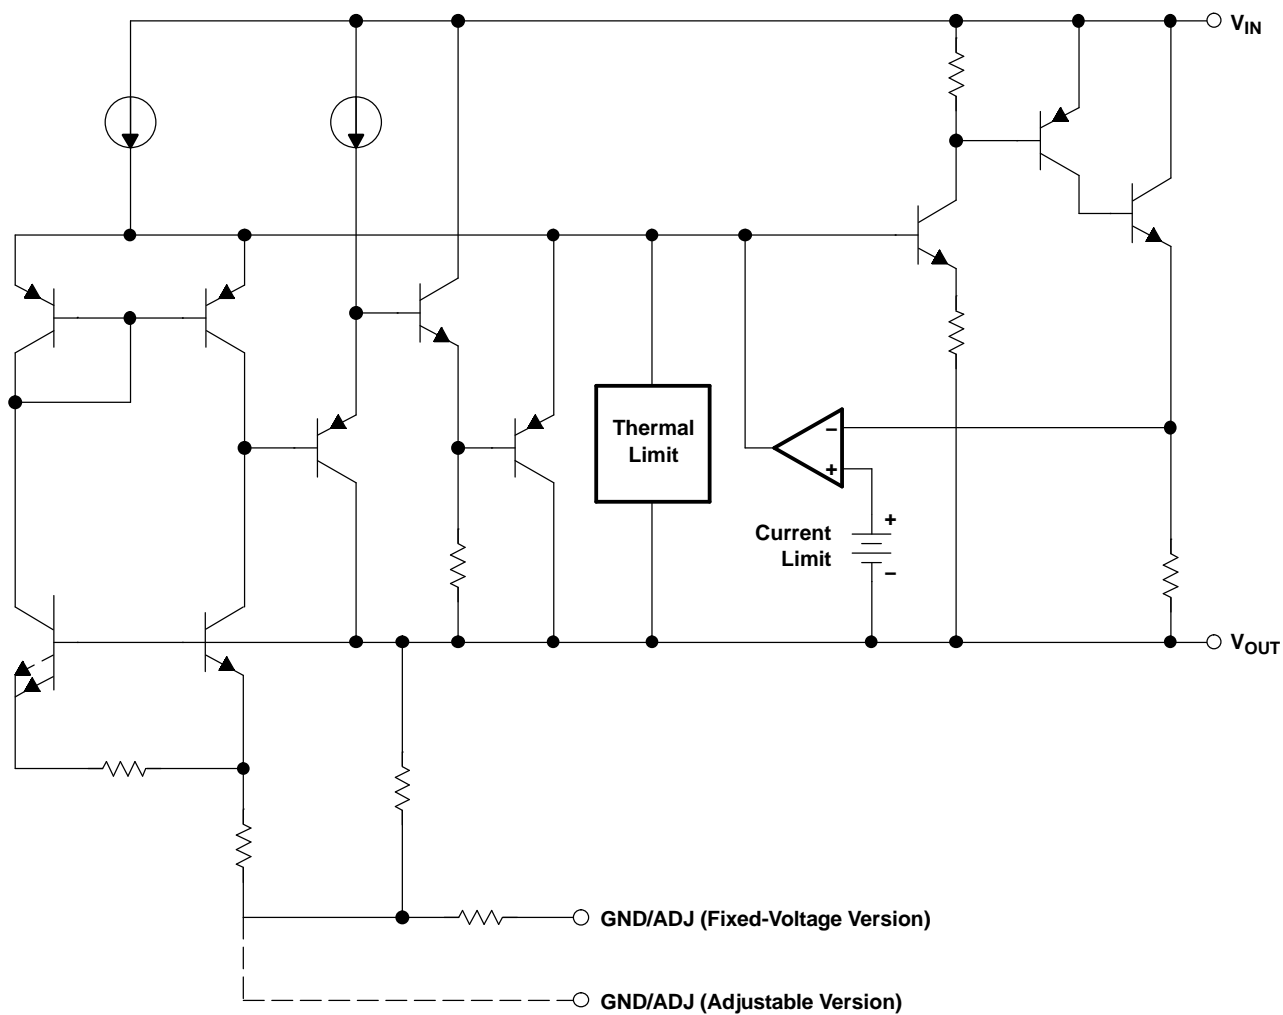 VIN
Thermal
Limit
−
+
Current
Limit
+
−
VOUT
GND/ADJ (Fixed-Voltage Version)
GND/ADJ (Adjustable Version)